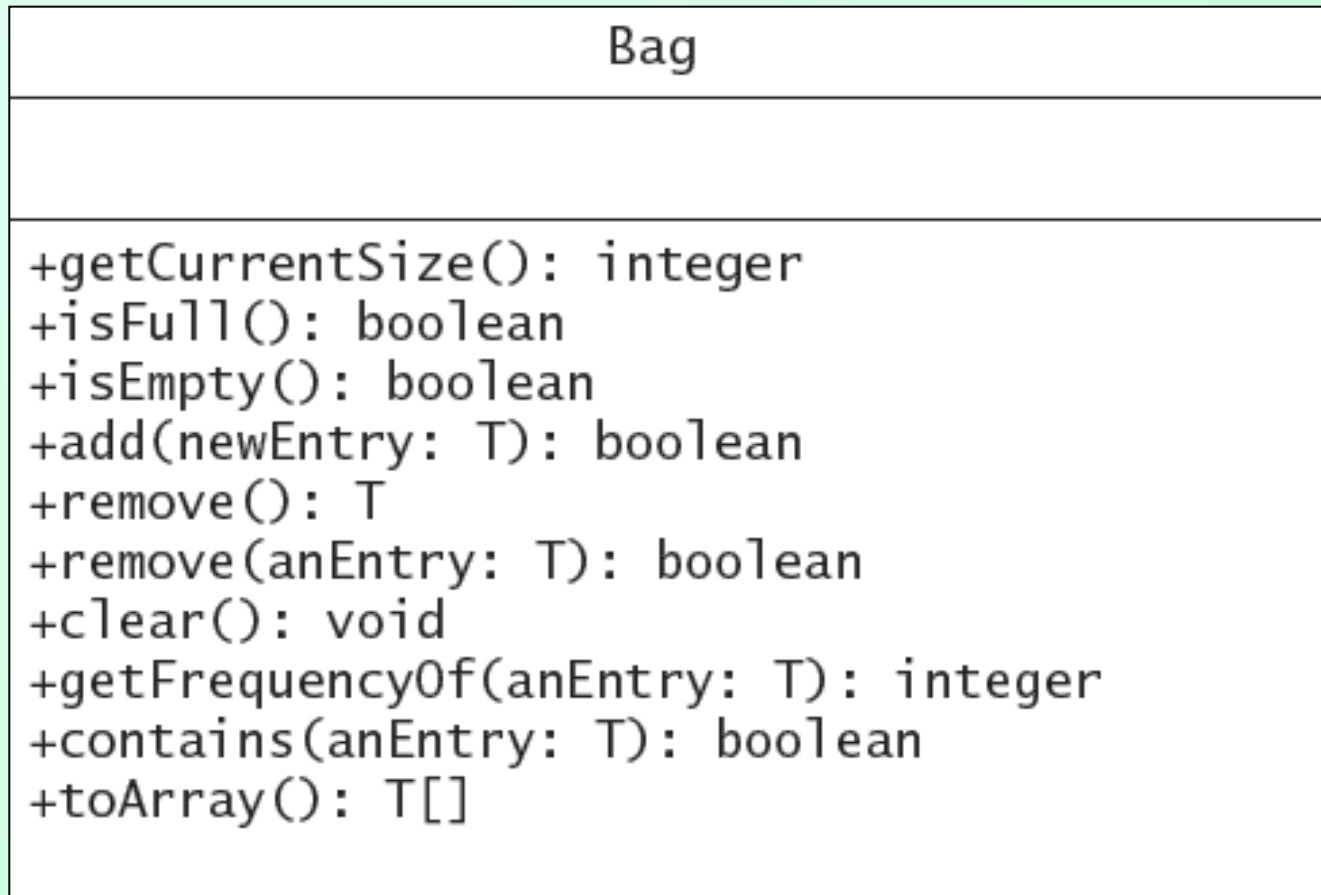 Bag
+getCurrentSize(): integer
+isFull(): boolean
+isEmpty(): boolean
+add(newEntry: T): boolean
+remove(): T
+remove(anEntry: T): boolean
+clear(): void
+getFrequencyOf(anEntry: T): integer
+contains(anEntry: T): boolean
+toArray(): T[]